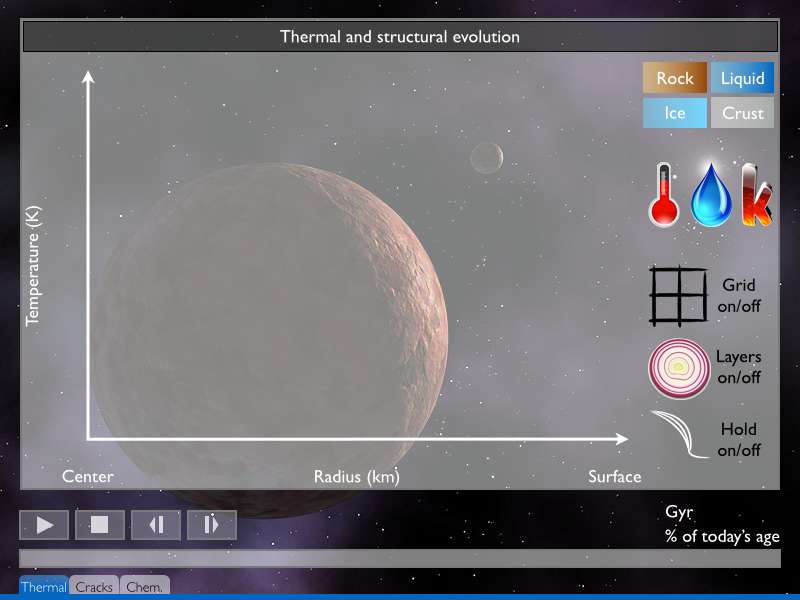 Thermal and structural evolution
Rock
Liquid
Ice
Crust
k
Temperature (K)
Grid
on/off
Layers
on/off
Hold
on/off
Center
Radius (km)
Surface
Gyr
% of today's age
Thermal
Cracks
Chem.